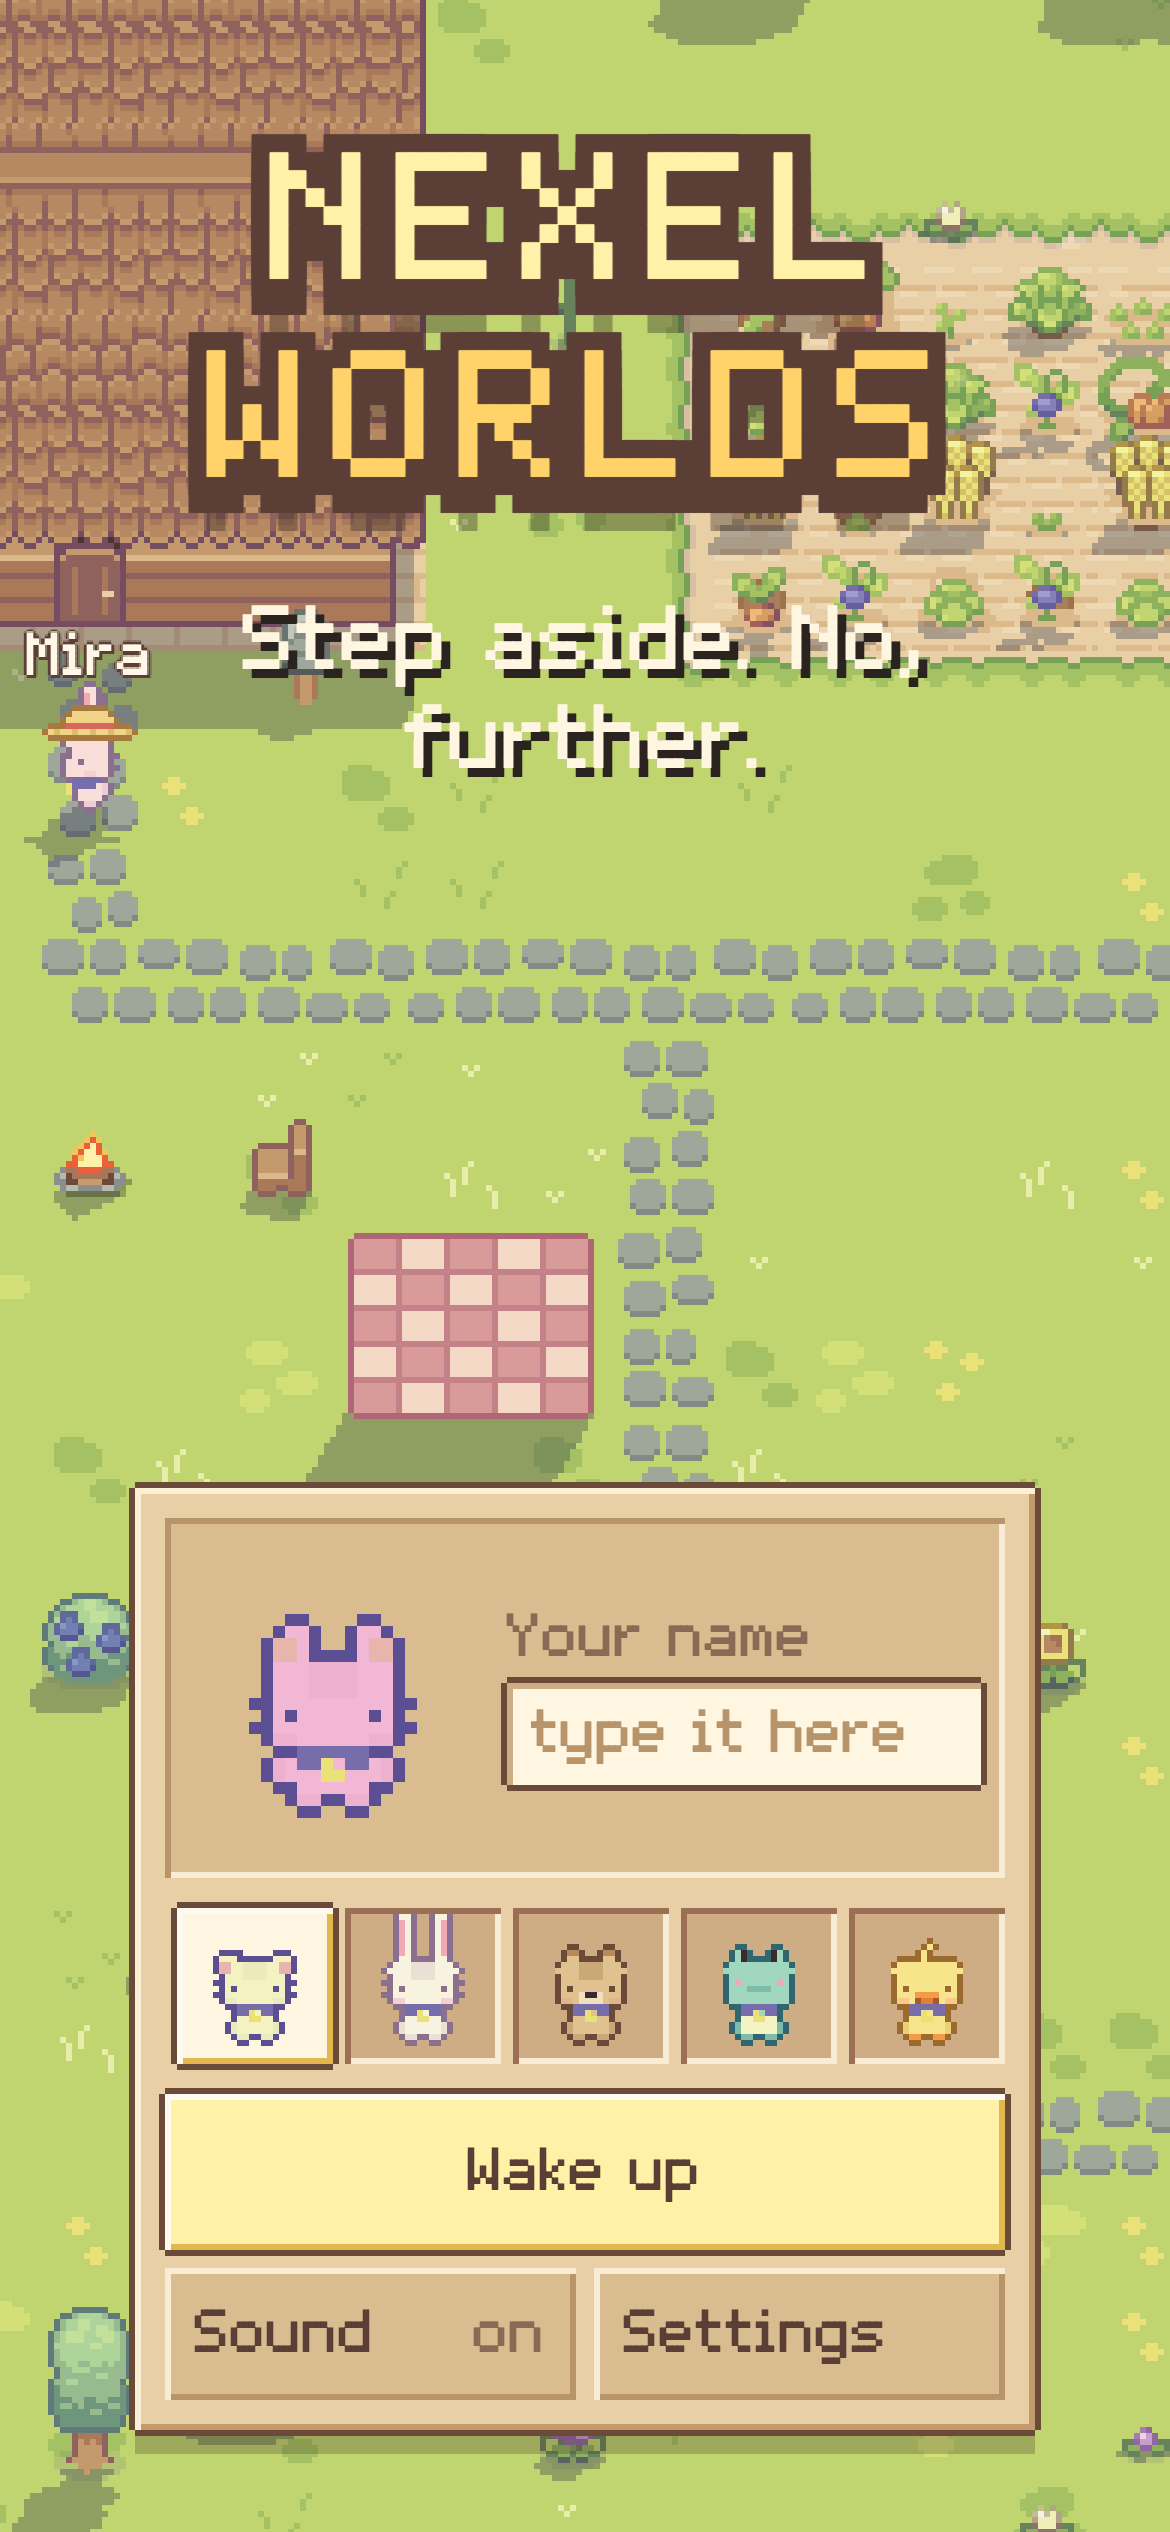 NEXEL
WORLDS
Step aside. No,
further.
Mira
Your name
type it here
Wake up
Sound on
Settings